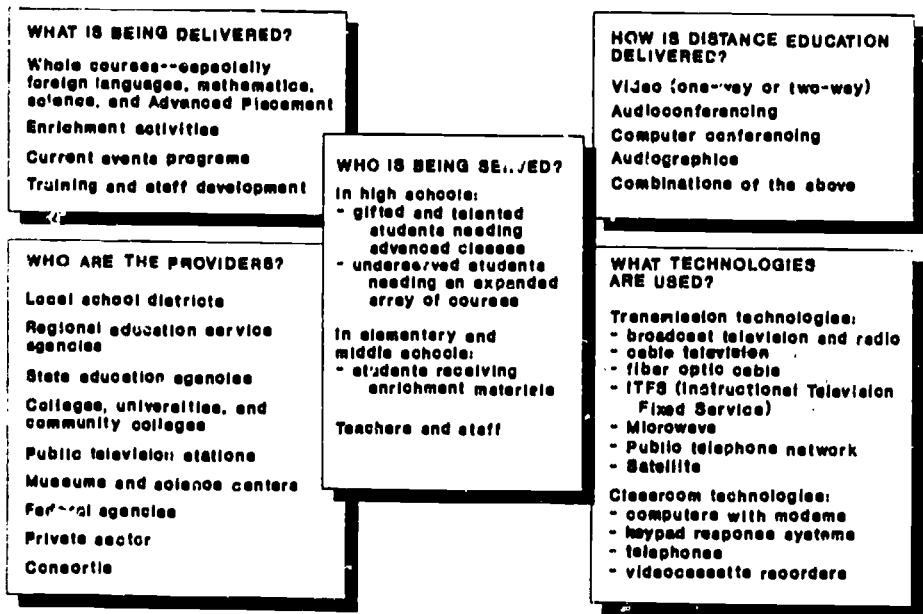 WHAT IS BEING DELIVERED?
Whole courses--especially
foreign languages, mathematics,
science, and Advanced Placement
Enrichment activities
Current events programs
Training and staff development
WHO ARE THE PROVIDERS?
Local school districts
Regional education service
agencies
State education agencies
Colleges, universities, and
community colleges
Public television stations
Museums and science centers
Federal agencies
Private sector
Consortia
WHO IS BEING SERVED?
In high schools:
- gifted and talented
students needing
advanced classes
- underserved students
needing an expanded
array of courses
In elementary and
middle schools:
- students receiving
enrichment materials
Teachers and staff
HOW IS DISTANCE EDUCATION
DELIVERED?
Video (one-way or two-way)
Audioconferencing
Computer conferencing
Audiographics
Combinations of the above
WHAT TECHNOLOGIES
ARE USED?
Transmission technologies:
- broadcast television and radio
- cable television
- fiber optic cable
- ITFS (Instructional Television
Fixed Service)
- Microwave
- Public telephone network
- Satellite
Classroom technologies:
- computers with modems
- keypad response systems
- telephones
- videocassette recorders